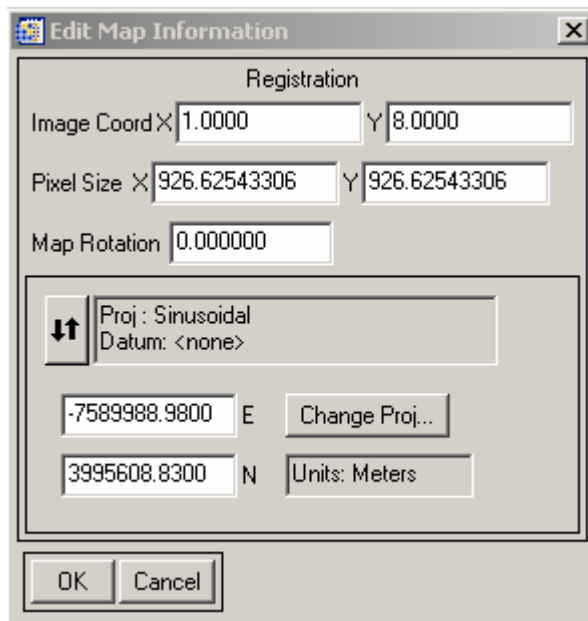 Edit Map Information
Registration
Image Coord X 1.0000 Y 8.0000
Pixel Size X 926.62543306 Y 926.62543306
Map Rotation 0.000000
Proj : Sinusoidal
Datum: <none>
-7589988.9800 E Change Proj...
3995608.8300 N Units: Meters
OK Cancel